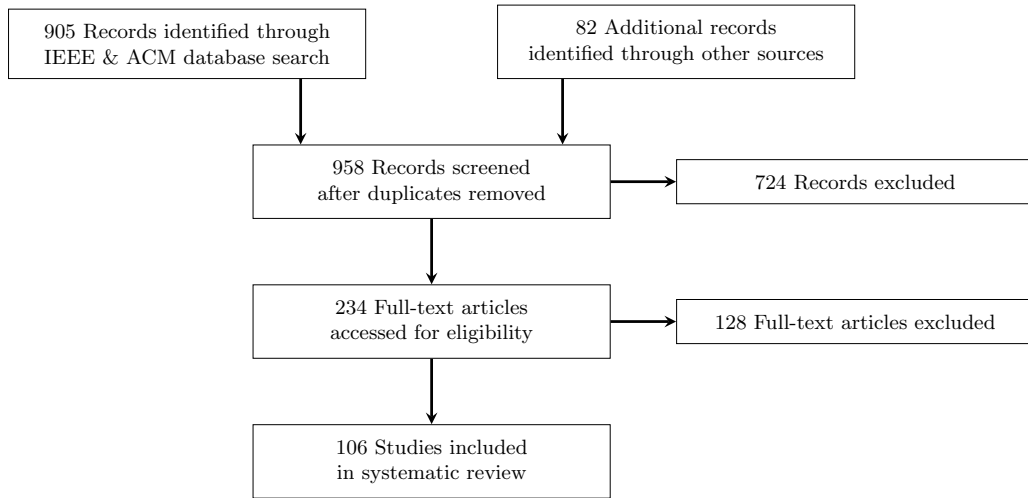 905 Records identified through
IEEE & ACM database search
82 Additional records
identified through other sources
958 Records screened
after duplicates removed
724 Records excluded
234 Full-text articles
accessed for eligibility
128 Full-text articles excluded
106 Studies included
in systematic review